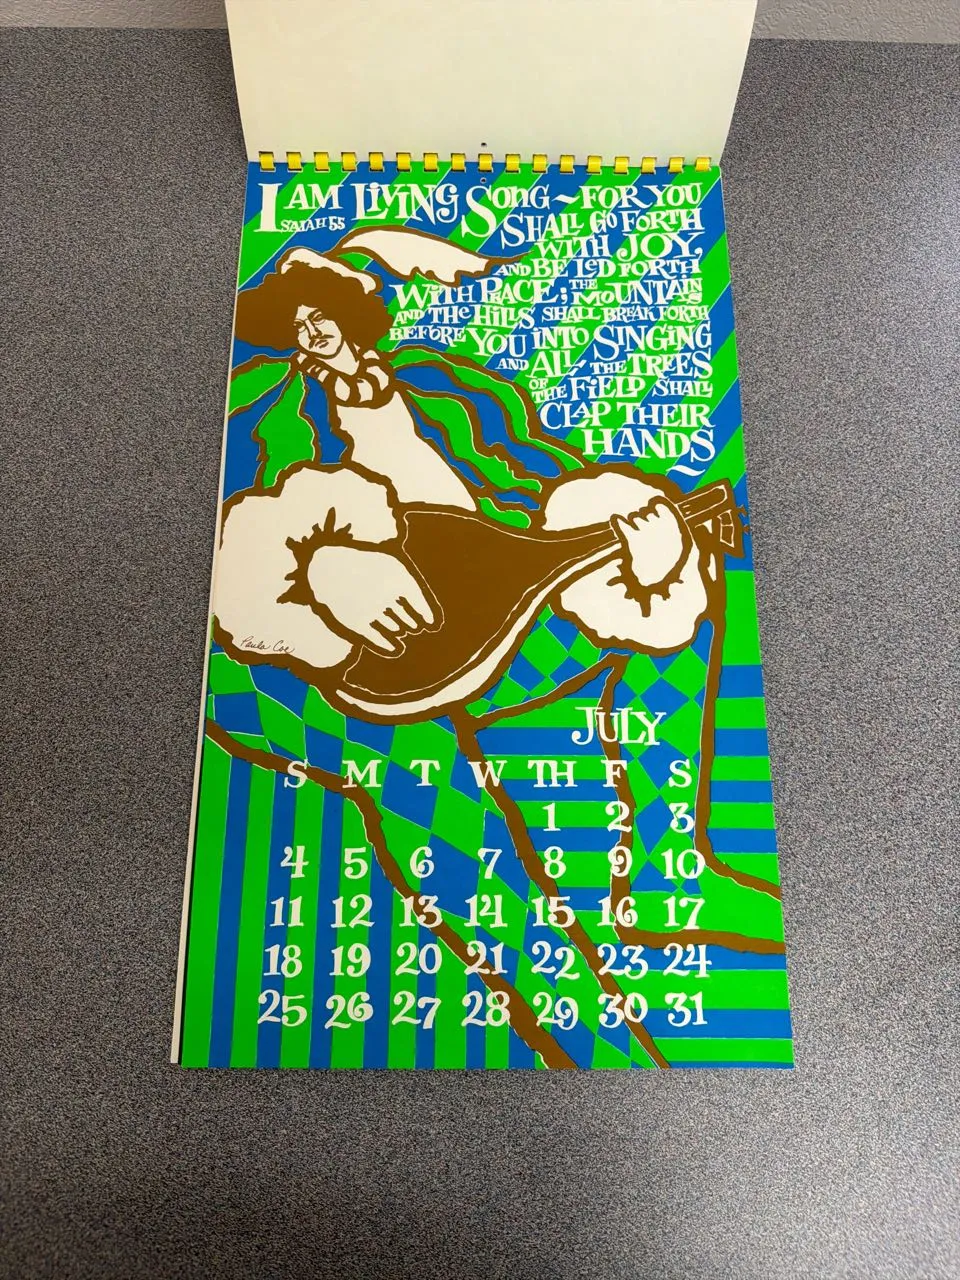 I AM LIVING SONG ~ FOR YOU
ISAIAH 55
SHALL GO FORTH
WITH JOY,
AND BE LED FORTH
WITH PEACE; THE MOUNTAINS
AND THE HILLS SHALL BREAK FORTH
BEFORE YOU INTO SINGING
AND ALL THE TREES
OF THE FIELD SHALL
CLAP THEIR
HANDS ~
Paula Coe
JULY
S M T W TH F S
1 2 3
4 5 6 7 8 9 10
11 12 13 14 15 16 17
18 19 20 21 22 23 24
25 26 27 28 29 30 31